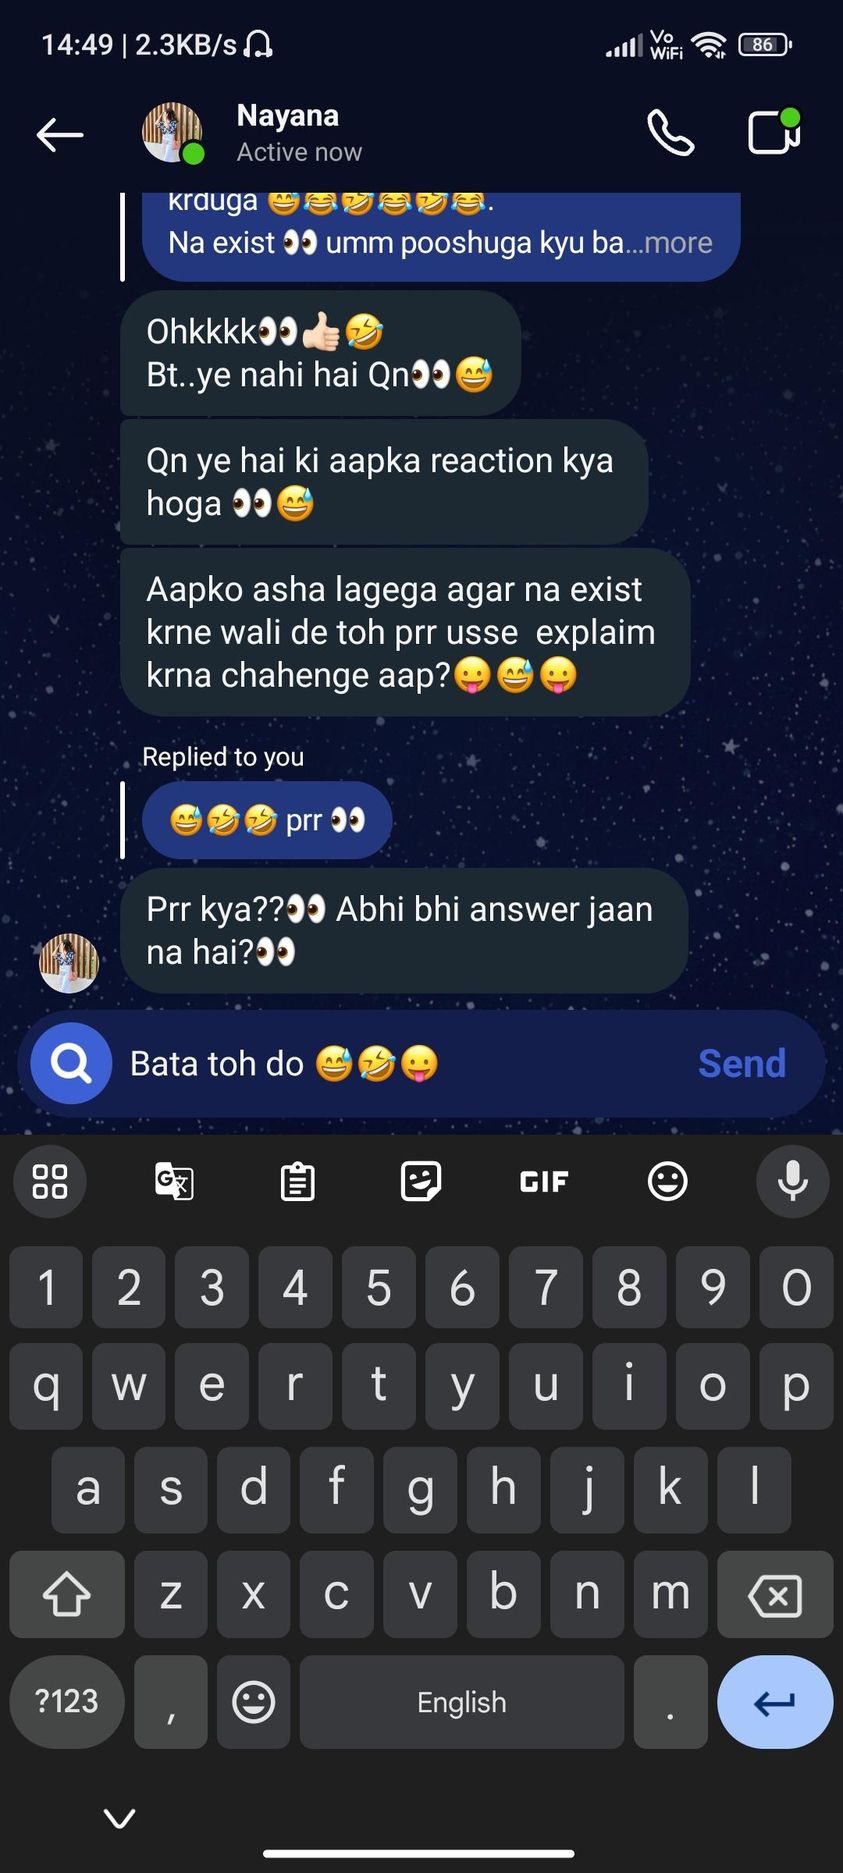 14:49 | 2.3KB/s
Vo
WiFi
86
Nayana
Active now
krduga 😅😂🤣😂🤣😂.
Na exist 👀 umm pooshuga kyu ba...more
Ohkkkk👀👍🏻🤣
Bt..ye nahi hai Qn👀😅
Qn ye hai ki aapka reaction kya
hoga 👀😅
Aapko asha lagega agar na exist
krne wali de toh prr usse  explaim
krna chahenge aap?😛😅😛
Replied to you
😅🤣🤣 prr 👀
Prr kya??👀 Abhi bhi answer jaan
na hai?👀
Bata toh do 😅🤣😛
Send
GIF
1 2 3 4 5 6 7 8 9 0
q w e r t y u i o p
a s d f g h j k l
z x c v b n m
?123 , English .